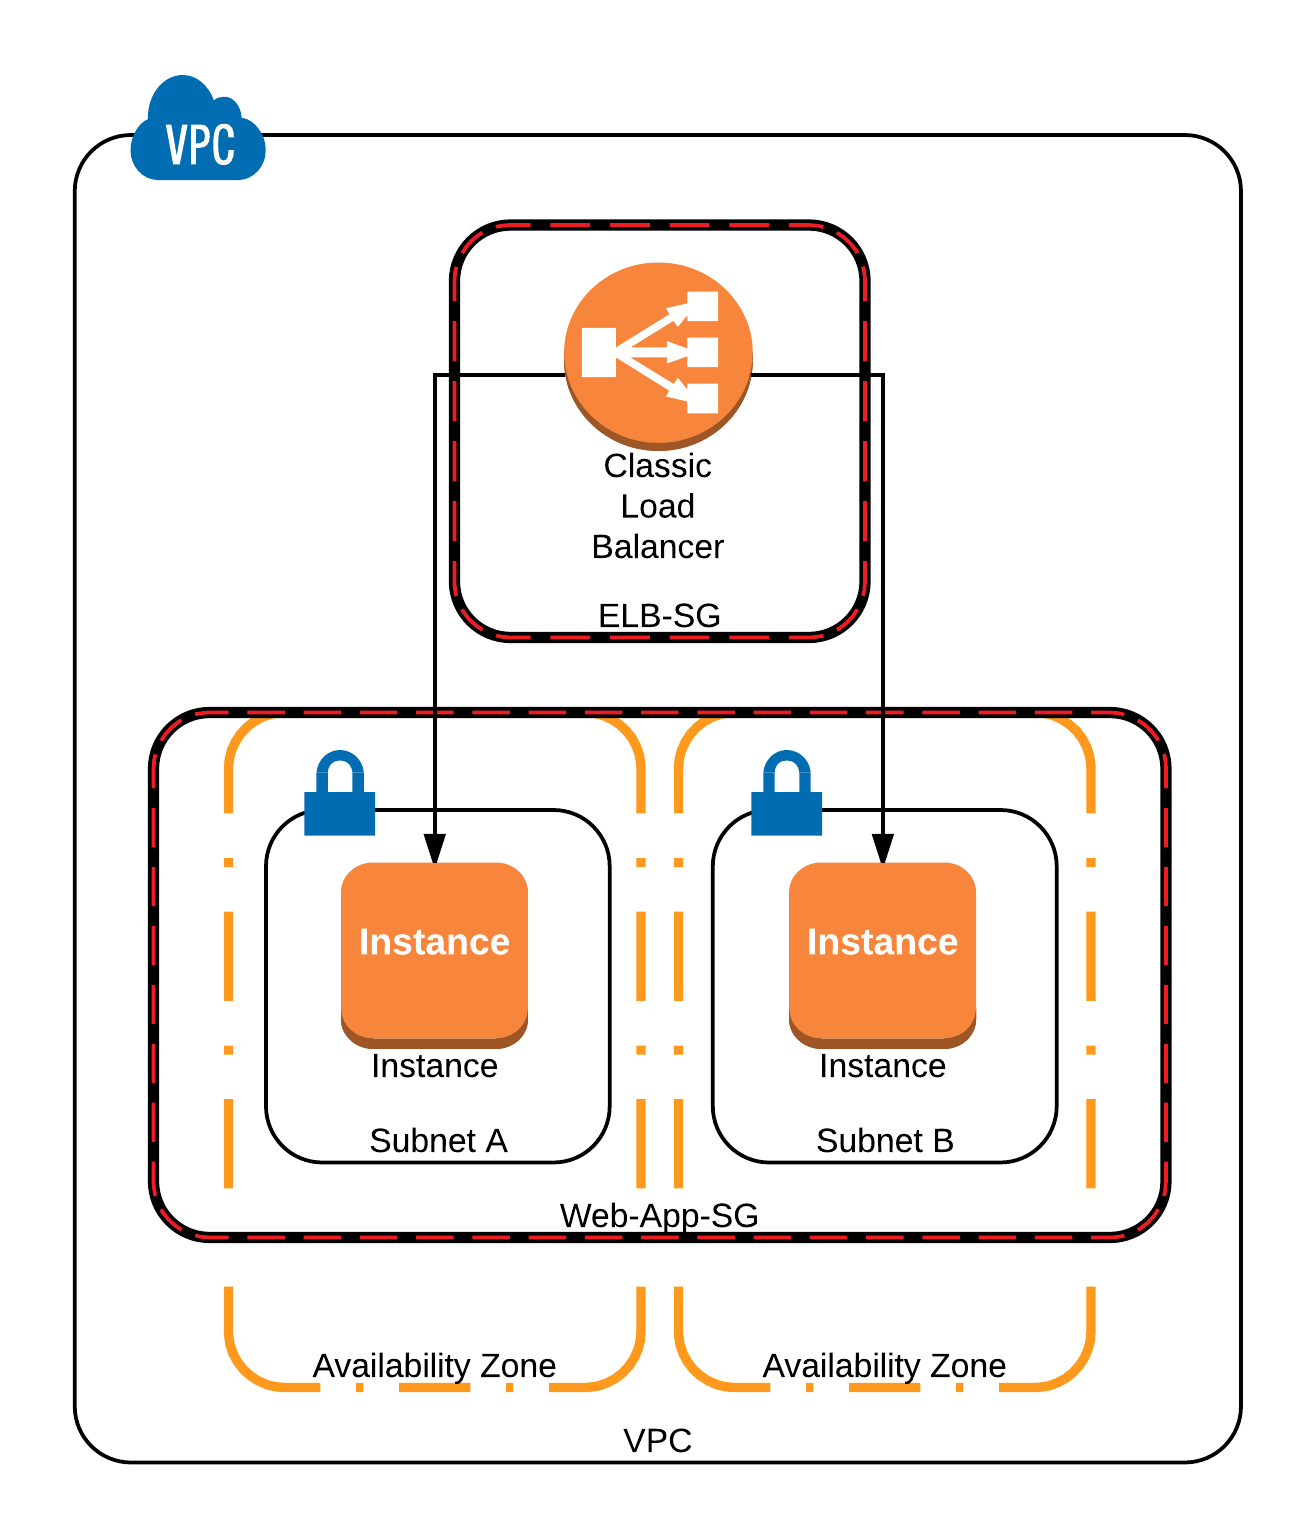 VPC
Classic
Load
Balancer
ELB-SG
Instance
Instance
Instance
Instance
Subnet A
Subnet B
Web-App-SG
Availability Zone
Availability Zone
VPC